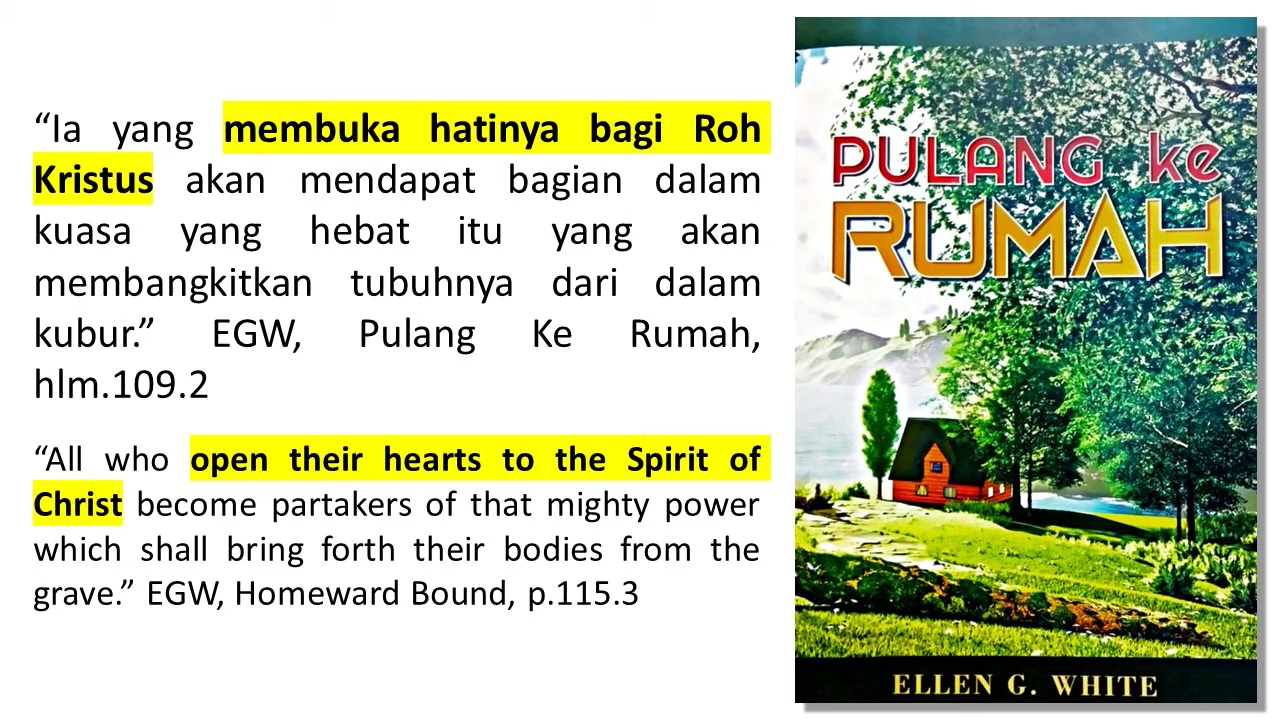 “Ia yang membuka hatinya bagi Roh
Kristus akan mendapat bagian dalam
kuasa yang hebat itu yang akan
membangkitkan tubuhnya dari dalam
kubur.” EGW, Pulang Ke Rumah,
hlm.109.2
“All who open their hearts to the Spirit of
Christ become partakers of that mighty power
which shall bring forth their bodies from the
grave.” EGW, Homeward Bound, p.115.3
PULANG ke
RUMAH
ELLEN G. WHITE